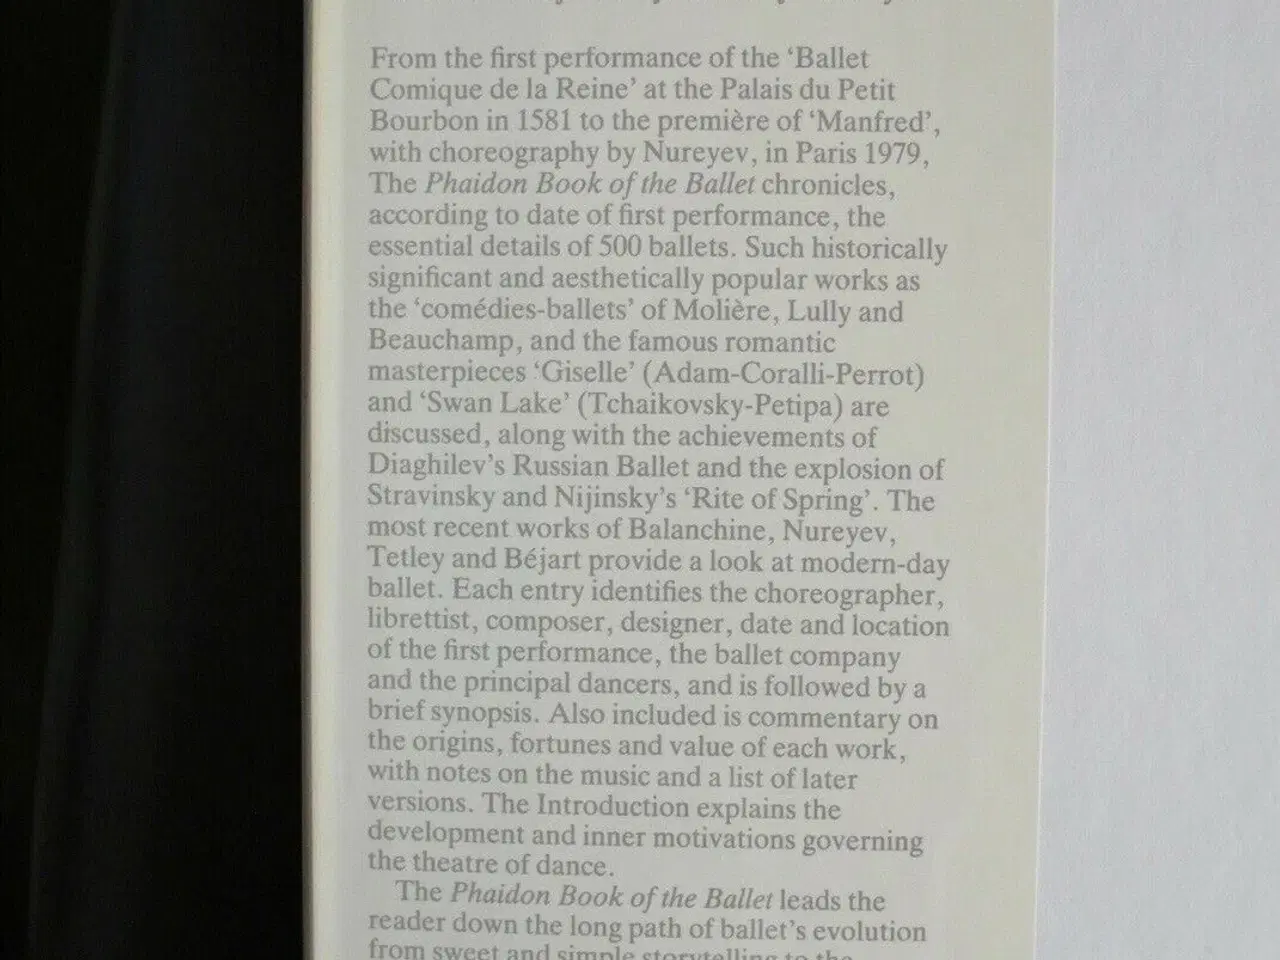 From the first performance of the ‘Ballet
Comique de la Reine’ at the Palais du Petit
Bourbon in 1581 to the première of ‘Manfred’,
with choreography by Nureyev, in Paris 1979,
The Phaidon Book of the Ballet chronicles,
according to date of first performance, the
essential details of 500 ballets. Such historically
significant and aesthetically popular works as
the ‘comédies-ballets’ of Molière, Lully and
Beauchamp, and the famous romantic
masterpieces ‘Giselle’ (Adam-Coralli-Perrot)
and ‘Swan Lake’ (Tchaikovsky-Petipa) are
discussed, along with the achievements of
Diaghilev’s Russian Ballet and the explosion of
Stravinsky and Nijinsky’s ‘Rite of Spring’. The
most recent works of Balanchine, Nureyev,
Tetley and Béjart provide a look at modern-day
ballet. Each entry identifies the choreographer,
librettist, composer, designer, date and location
of the first performance, the ballet company
and the principal dancers, and is followed by a
brief synopsis. Also included is commentary on
the origins, fortunes and value of each work,
with notes on the music and a list of later
versions. The Introduction explains the
development and inner motivations governing
the theatre of dance.
The Phaidon Book of the Ballet leads the
reader down the long path of ballet’s evolution
from sweet and simple storytelling to the